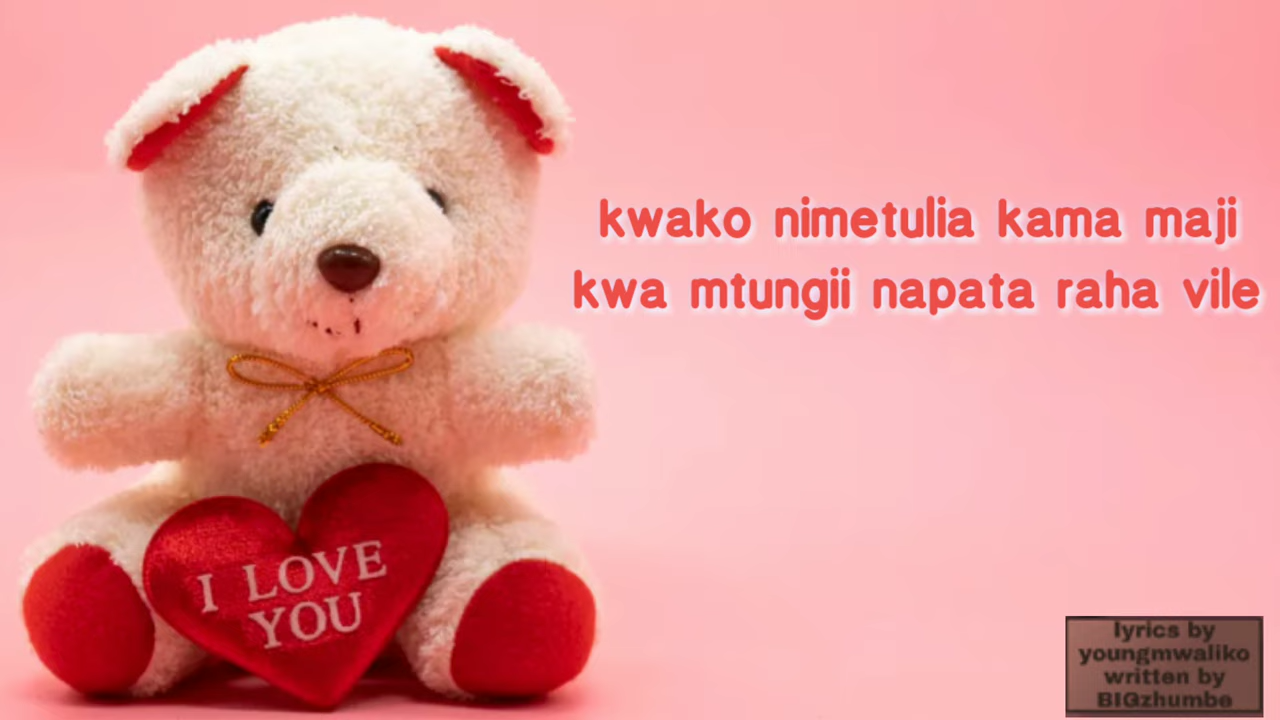 kwako nimetulia kama maji
kwa mtungii napata raha vile
I LOVE
YOU
lyrics by
youngmwaliko
written by
BIGzhumbe